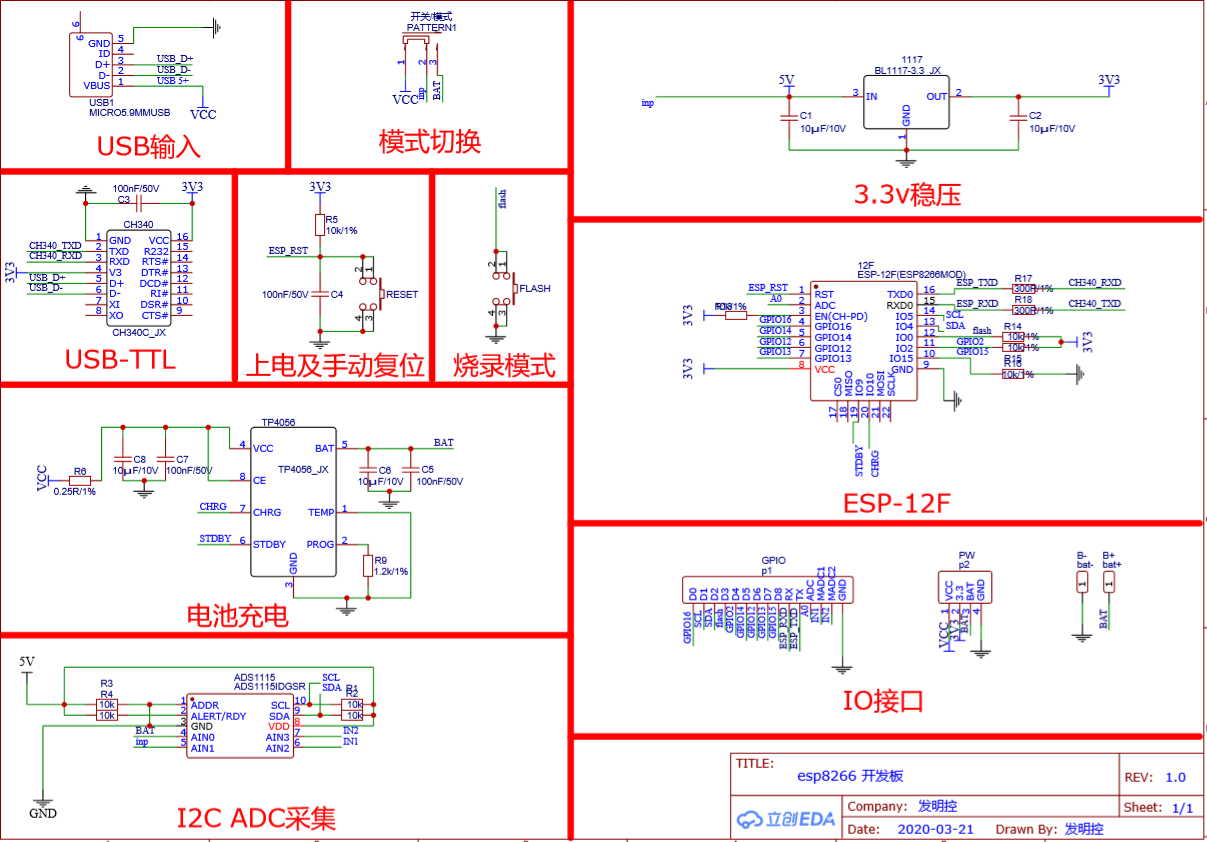 6
6
GND 5
ID 4
D+ 3 USB_D+
D- 2 USB_D-
VBUS 1 USB 5+
USB1
MICRO5.9MMUSB
VCC
USB输入
开关/模式
PATTERN1
1
2
3
VCC
inp
BAT
模式切换
1117
BL1117-3.3_JX
5V
3V3
inp
3 IN
OUT 2
GND
1
C1
10µF/10V
C2
10µF/10V
3.3v稳压
100nF/50V
C3
3V3
CH340
1 GND
VCC 16
CH340_TXD 2 TXD
R232 15
CH340_RXD 3 RXD
RTS# 14
3V3
4 V3
DTR# 13
USB_D+ 5 D+
DCD# 12
USB_D- 6 D-
RI# 11
7 XI
DSR# 10
8 XO
CTS# 9
CH340C_JX
USB-TTL
3V3
R5
10k/1%
ESP_RST
100nF/50V
C4
2 1
4 3
RESET
上电及手动复位
flash
2 1
4 3
FLASH
烧录模式
12F
ESP-12F(ESP8266MOD)
ESP_RST 1 RST
A0 2 ADC
3V3
3 EN(CH-PD)
GPIO16 4 GPIO16
GPIO14 5 GPIO14
GPIO12 6 GPIO12
GPIO13 7 GPIO13
3V3
8 VCC
TXD0 16 ESP_TXD
R17
300R/1%
CH340_RXD
RXD0 15 ESP_RXD
R18
300R/1%
CH340_TXD
IO5 14 SCL
IO4 13 SDA
IO0 12 flash
R14
10k/1%
IO2 11 GPIO2
10k/1%
3V3
IO15 10 GPIO15
R15
R16
10k/1%
GND 9
CS0
MISO
IO9
IO10
MOSI
SCLK
17
18
19
20
21
22
STDBY
CHRG
ESP-12F
TP4056
TP4056_JX
VCC
R6
0.25R/1%
C8
10µF/10V
C7
100nF/50V
4 VCC
8 CE
CHRG 7 CHRG
STDBY 6 STDBY
GND
3
BAT 5
BAT
C6
10µF/10V
C5
100nF/50V
TEMP 1
PROG 2
R9
1.2k/1%
电池充电
GPIO
p1
D0
D1
D2
D3
D4
D5
D6
D7
D8
RX
TX
ADC
MADC1
MADC2
GND
GPIO16
SCL
SDA
flash
GPIO2
GPIO14
GPIO12
GPIO13
GPIO15
ESP_RXD
ESP_TXD
A0
IN1
IN2
PW
p2
VCC
3.3
BAT
GND
1
2
3
4
VCC
3V3
BAT
B-
bat-
1
B+
bat+
1
BAT
IO接口
5V
R3
R4
10k
10k
ADS1115
ADS1115IDGSR
1 ADDR
2 ALERT/RDY
3 GND
BAT 4 AIN0
inp 5 AIN1
SCL 10
SDA 9
VDD 8
AIN3 7 IN2
AIN2 6 IN1
SCL
SDA
R1
R2
10k
10k
GND
I2C ADC采集
TITLE:
esp8266 开发板
REV: 1.0
立创EDA
Company: 发明控
Sheet: 1/1
Date: 2020-03-21
Drawn By: 发明控